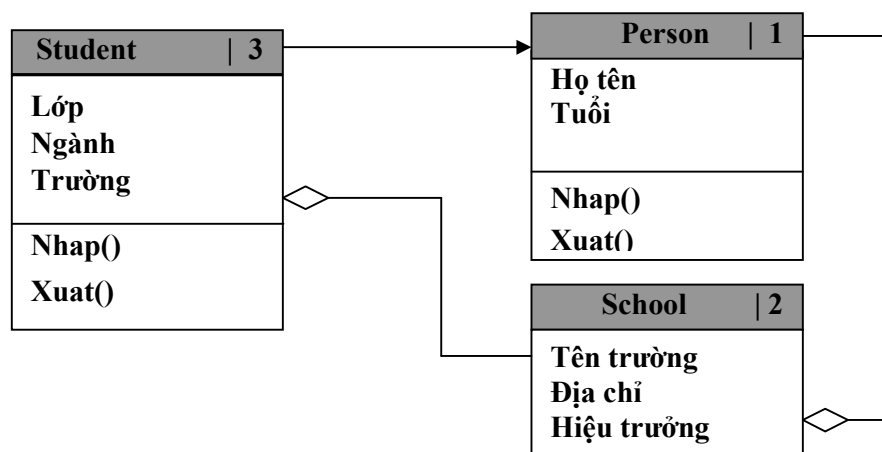 Student | 3
Lớp
Ngành
Trường
Nhap()
Xuat()
Person | 1
Họ tên
Tuổi
Nhap()
Xuat()
School | 2
Tên trường
Địa chỉ
Hiệu trưởng